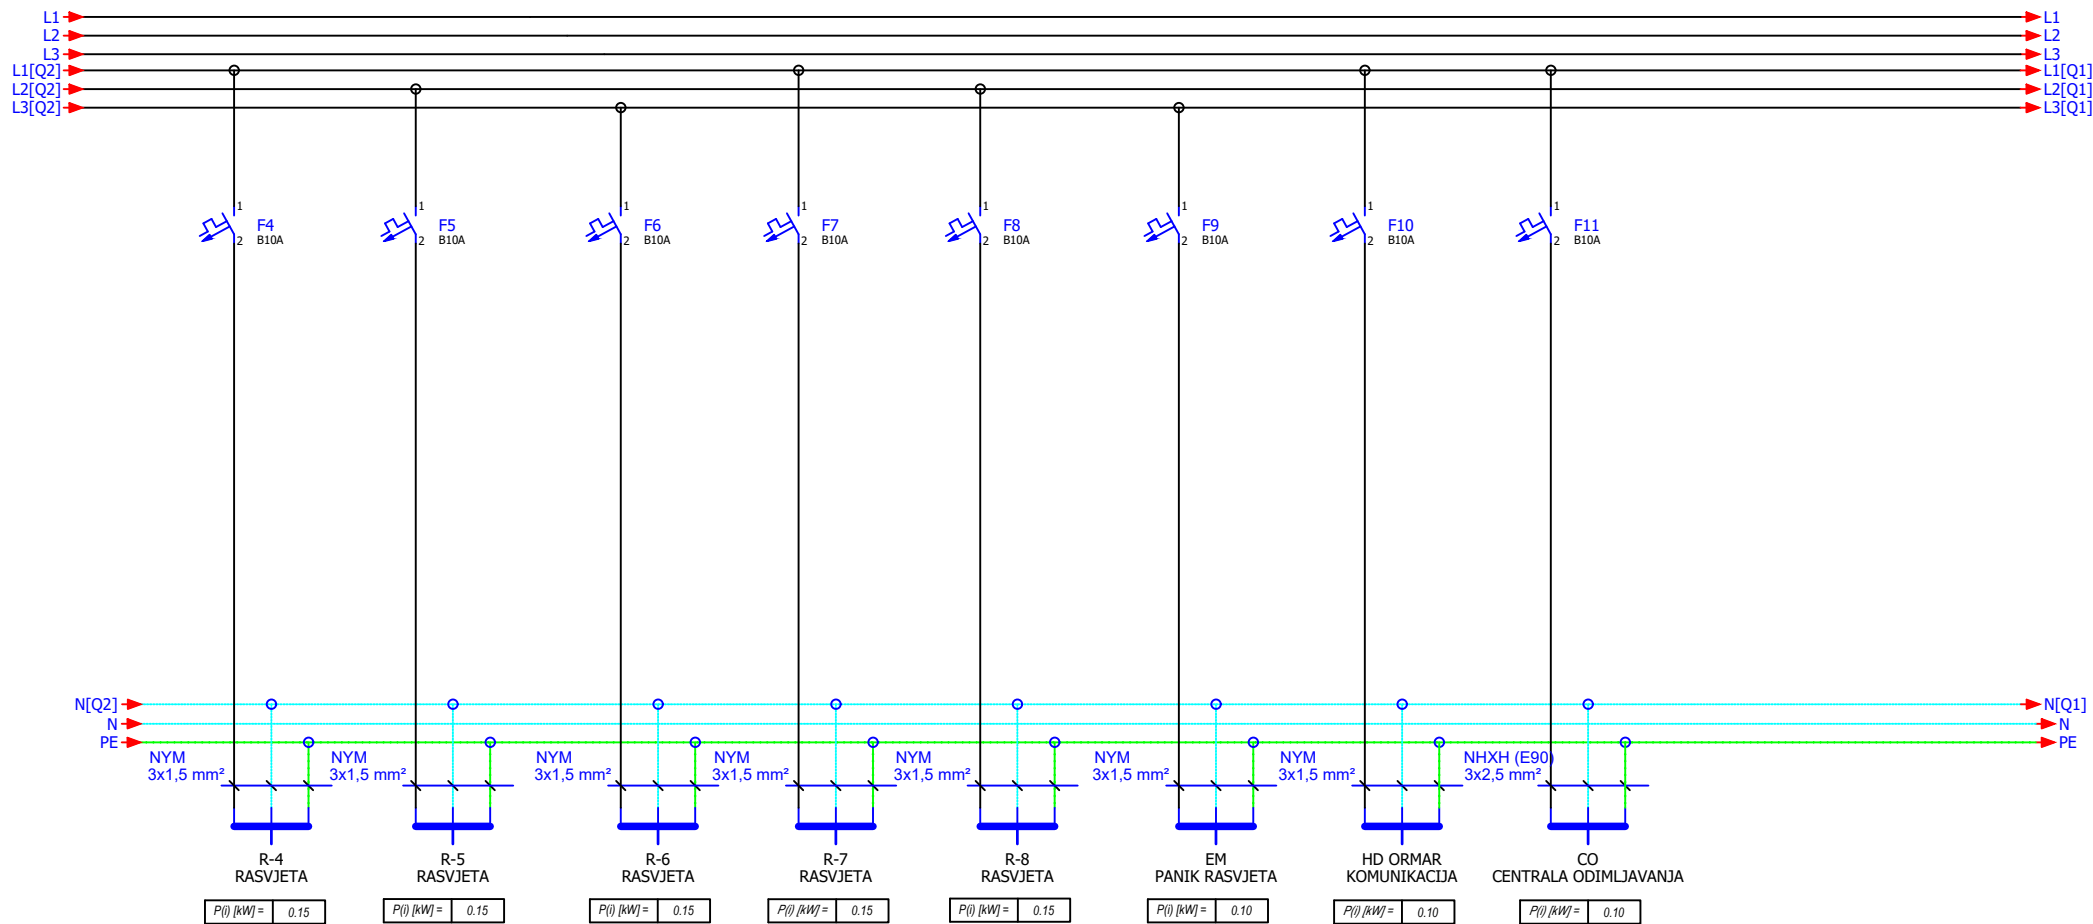 L1 L1
L2 L2
L3 L3
L1[Q2] L1[Q1]
L2[Q2] L2[Q1]
L3[Q2] L3[Q1]
1 1 1 1 1 1 1 1
F4 F5 F6 F7 F8 F9 F10 F11
2 B10A 2 B10A 2 B10A 2 B10A 2 B10A 2 B10A 2 B10A 2 B10A
N[Q2] N[Q1]
N N
PE PE
NYM NYM NYM NYM NYM NYM NYM NHXH (E90)
3x1,5 mm² 3x1,5 mm² 3x1,5 mm² 3x1,5 mm² 3x1,5 mm² 3x1,5 mm² 3x1,5 mm² 3x2,5 mm²
R-4 R-5 R-6 R-7 R-8 EM HD ORMAR CO
RASVJETA RASVJETA RASVJETA RASVJETA RASVJETA PANIK RASVJETA KOMUNIKACIJA CENTRALA ODIMLJAVANJA
P(i) [kW] = 0.15 P(i) [kW] = 0.15 P(i) [kW] = 0.15 P(i) [kW] = 0.15 P(i) [kW] = 0.15 P(i) [kW] = 0.10 P(i) [kW] = 0.10 P(i) [kW] = 0.10